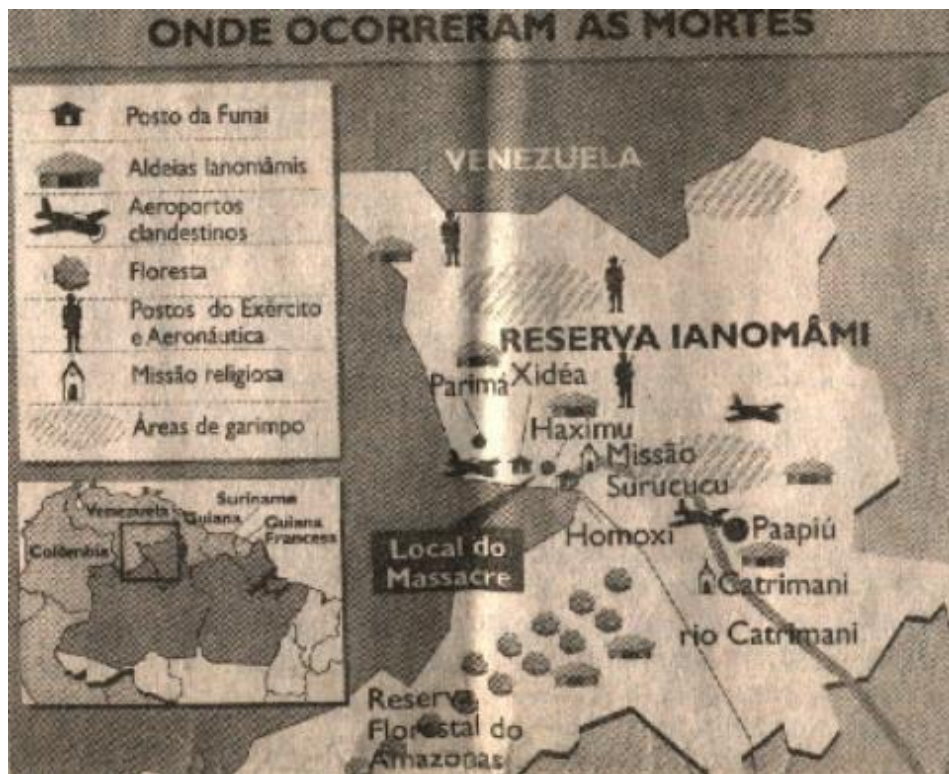 ONDE OCORRERAM AS MORTES
Posto da Funai
Aldeias Ianomâmis
Aeroportos
clandestinos
Floresta
Postos do Exército
e Aeronáutica
Missão religiosa
Áreas de garimpo
Venezuela
Suriname
Guiana
Guiana
Francesa
Colômbia
VENEZUELA
RESERVA IANOMÂMI
Parimá
Xidéa
Haximu
Missão
Surucucu
Homoxi
Paapiú
Local do
Massacre
Catrimani
rio Catrimani
Reserva
Florestal do
Amazonas